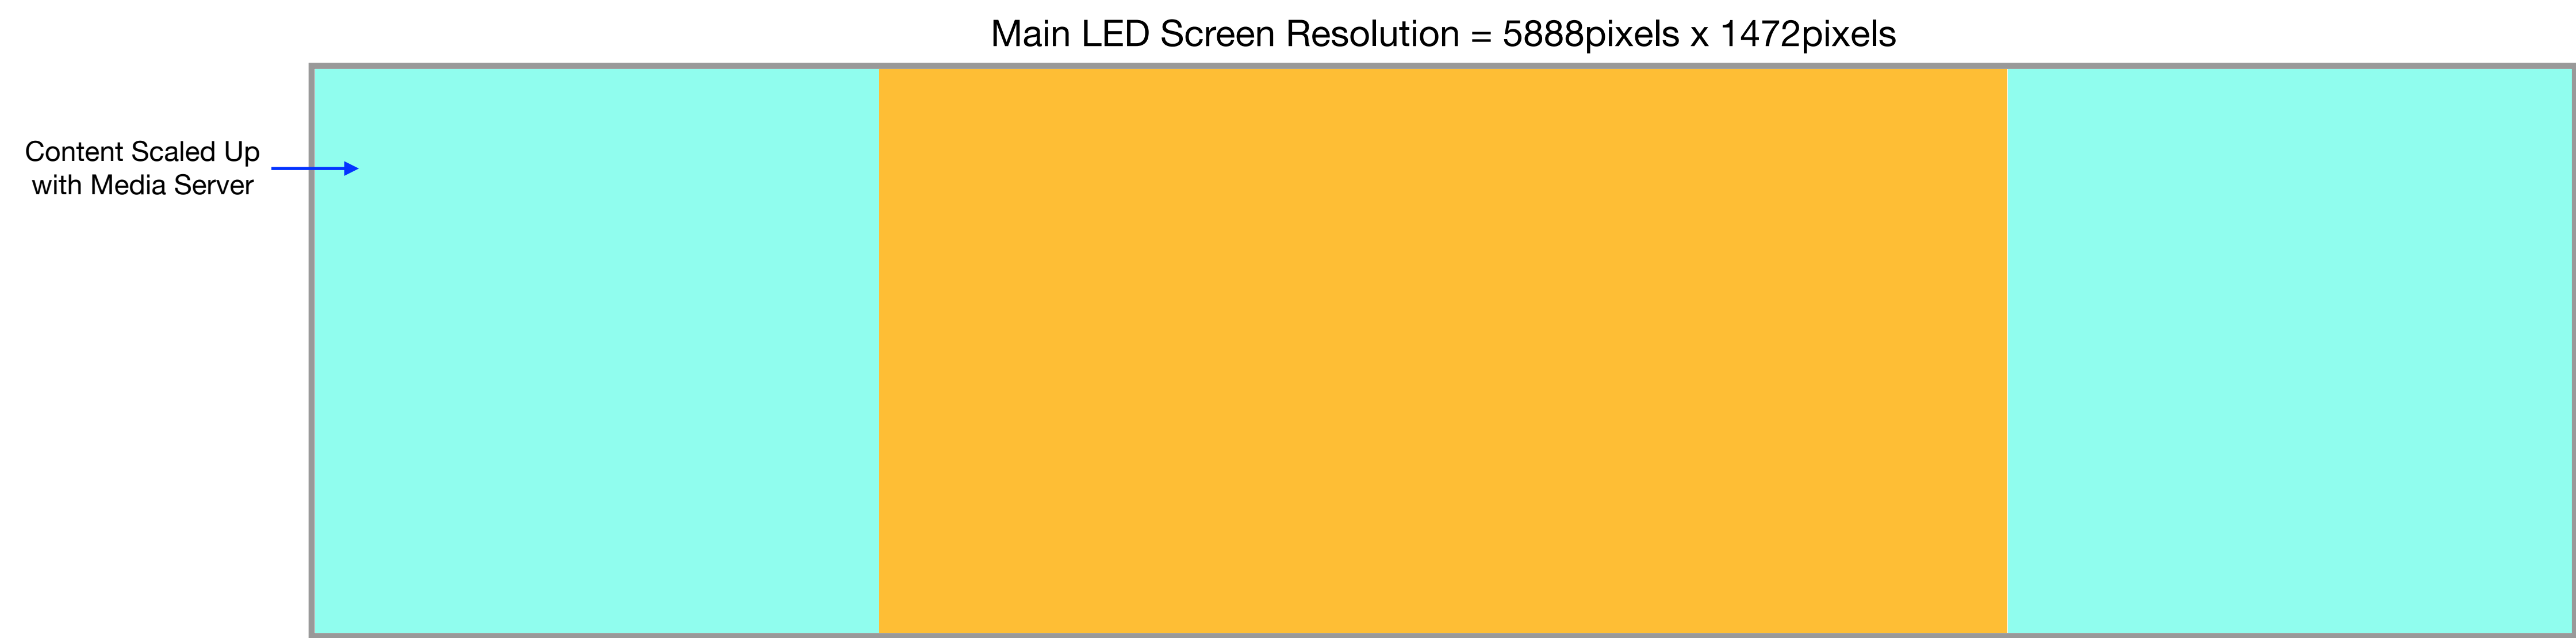 Main LED Screen Resolution = 5888pixels x 1472pixels
Content Scaled Up
with Media Server